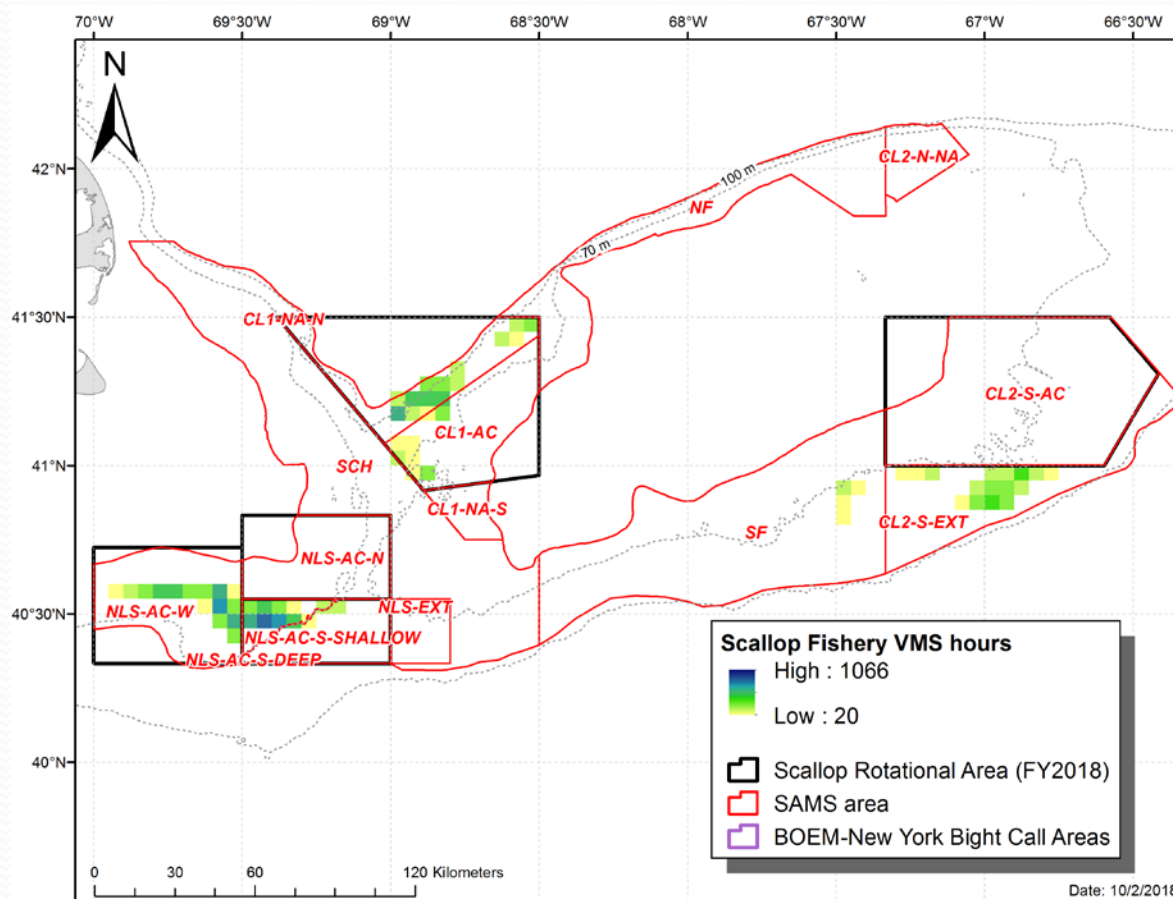 70°W 69°30'W 69°W 68°30'W 68°W 67°30'W 67°W 66°30'W
N
42°N
CL2-N-NA
100 m
NF
70 m
41°30'N
CL1-NA-N
CL2-S-AC
CL1-AC
SCH
41°N
CL1-NA-S
CL2-S-EXT
SF
NLS-AC-N
40°30'N
NLS-AC-W
NLS-EXT
NLS-AC-S-SHALLOW
NLS-AC-S-DEEP
40°N
Scallop Fishery VMS hours
High : 1066
Low : 20
Scallop Rotational Area (FY2018)
SAMS area
BOEM-New York Bight Call Areas
0 30 60 120 Kilometers
Date: 10/2/2018